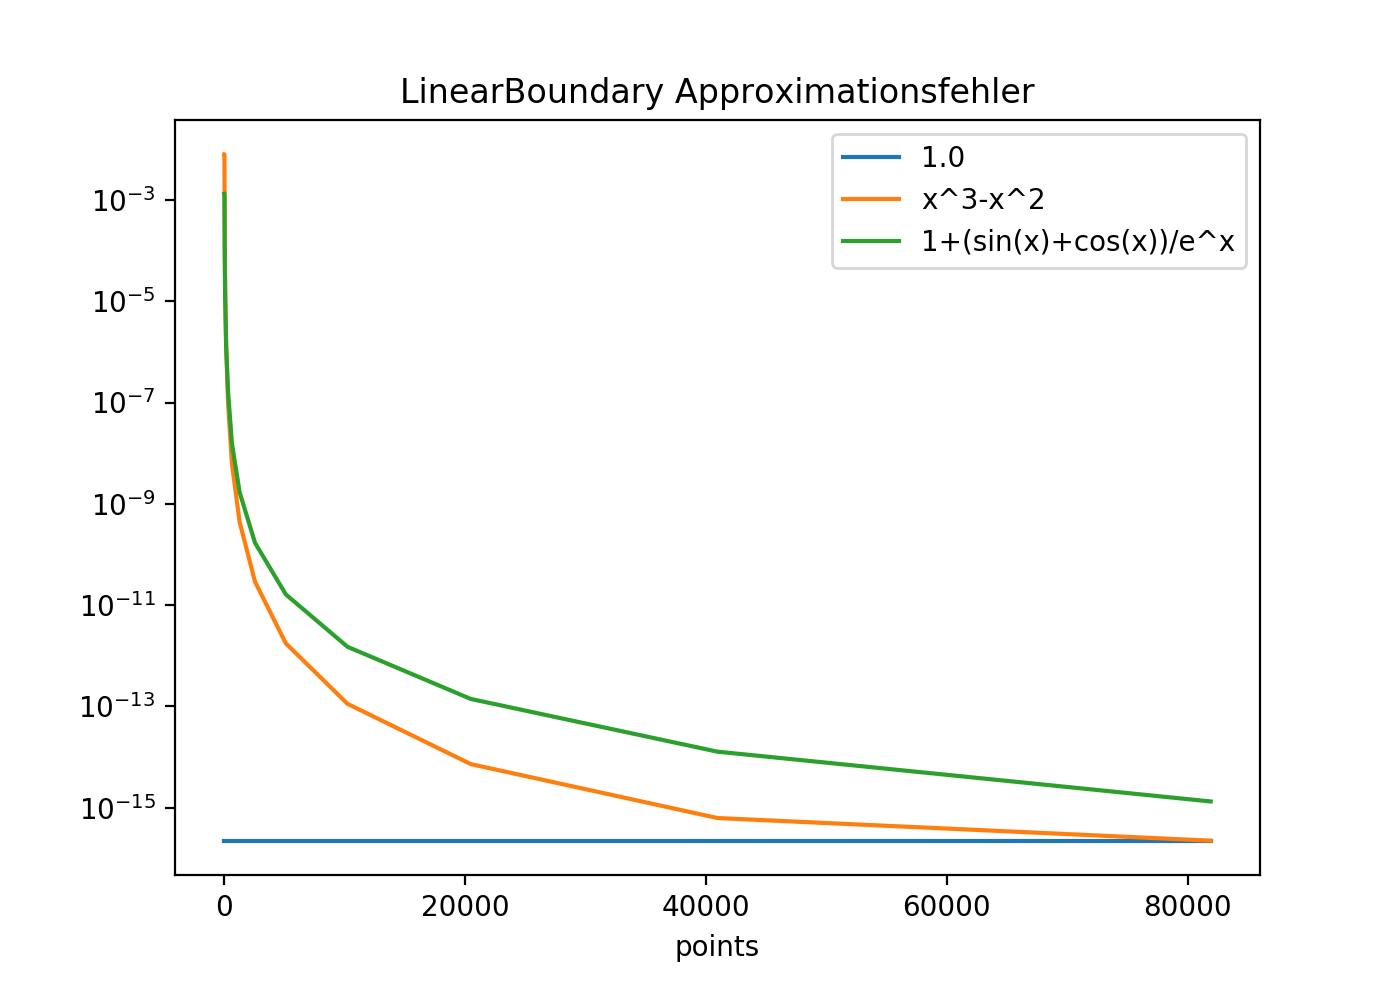 LinearBoundary Approximationsfehler
1.0
x^3-x^2
1+(sin(x)+cos(x))/e^x
10⁻³
10⁻⁵
10⁻⁷
10⁻⁹
10⁻¹¹
10⁻¹³
10⁻¹⁵
0 20000 40000 60000 80000
points